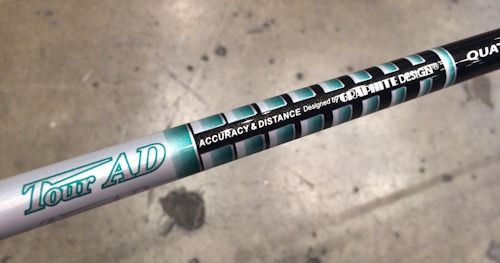 Tour AD
ACCURACY & DISTANCE Designed by GRAPHITE DESIGN®